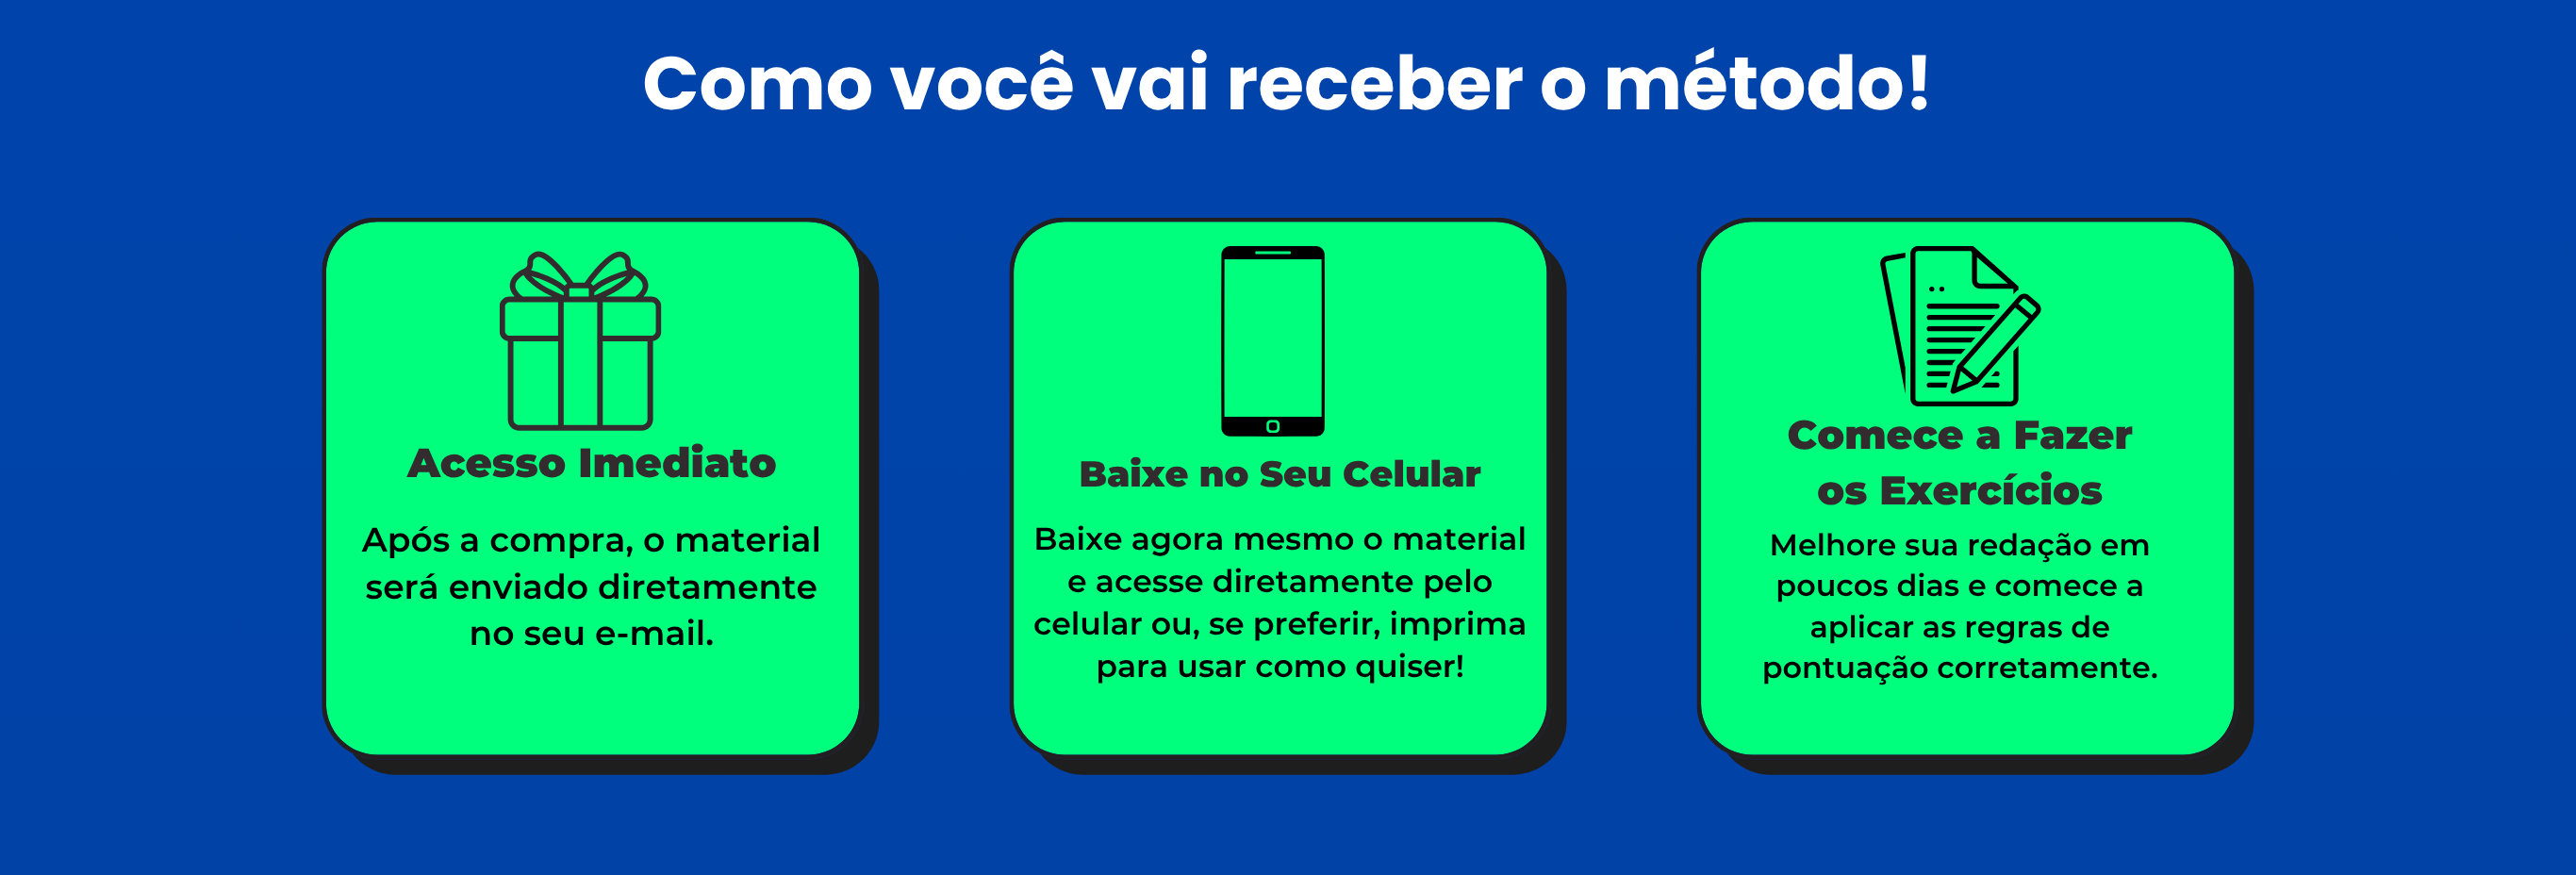 Como você vai receber o método!
Acesso Imediato
Após a compra, o material
será enviado diretamente
no seu e-mail.
Baixe no Seu Celular
Baixe agora mesmo o material
e acesse diretamente pelo
celular ou, se preferir, imprima
para usar como quiser!
Comece a Fazer
os Exercícios
Melhore sua redação em
poucos dias e comece a
aplicar as regras de
pontuação corretamente.